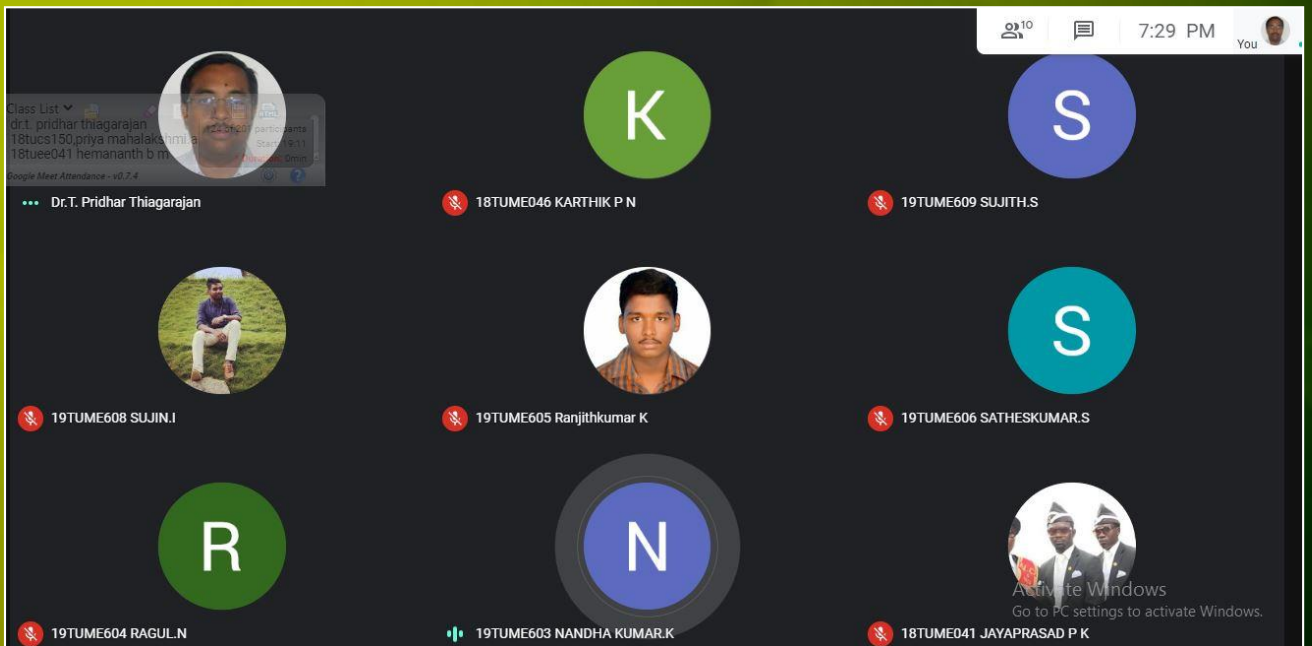 10
7:29 PM
You
Class List
dr.t. pridhar thiagarajan
participants
18tucs150,priya mahalakshmi.a
Start: 19:11
18tuee041 hemananth b m
0min
Google Meet Attendance - v0.7.4
?
Dr.T. Pridhar Thiagarajan
K
18TUME046 KARTHIK P N
S
19TUME609 SUJITH.S
19TUME608 SUJIN.I
19TUME605 Ranjithkumar K
S
19TUME606 SATHESKUMAR.S
R
19TUME604 RAGUL.N
N
19TUME603 NANDHA KUMAR.K
Activate Windows
Go to PC settings to activate Windows.
18TUME041 JAYAPRASAD P K